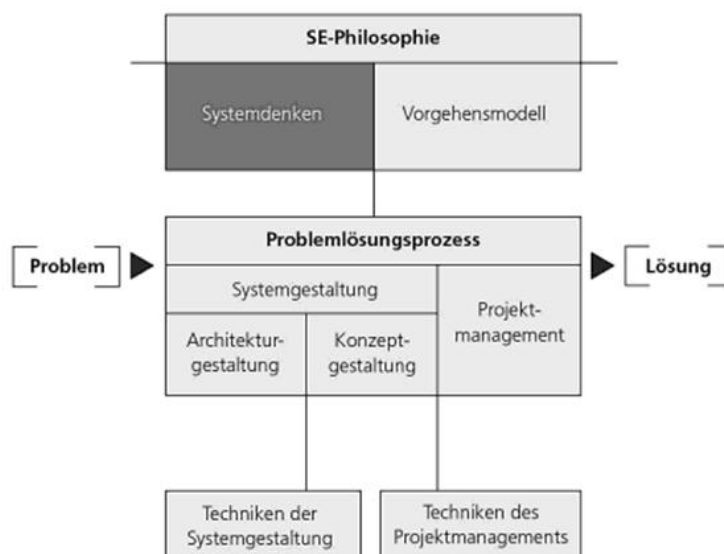 SE-Philosophie
Systemdenken
Vorgehensmodell
Problemlösungsprozess
Problem
Lösung
Systemgestaltung
Projekt-
management
Architektur-
gestaltung
Konzept-
gestaltung
Techniken der
Systemgestaltung
Techniken des
Projektmanagements